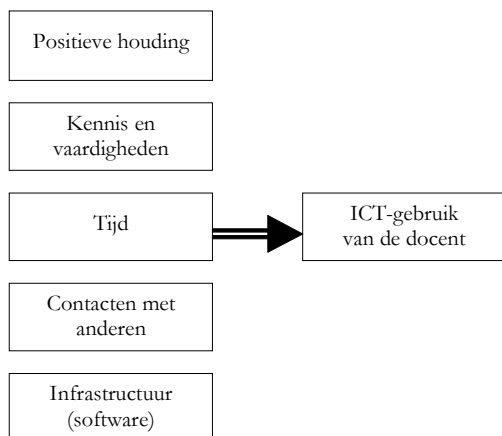 Positieve houding
Kennis en
vaardigheden
Tijd
ICT-gebruik
van de docent
Contacten met
anderen
Infrastructuur
(software)